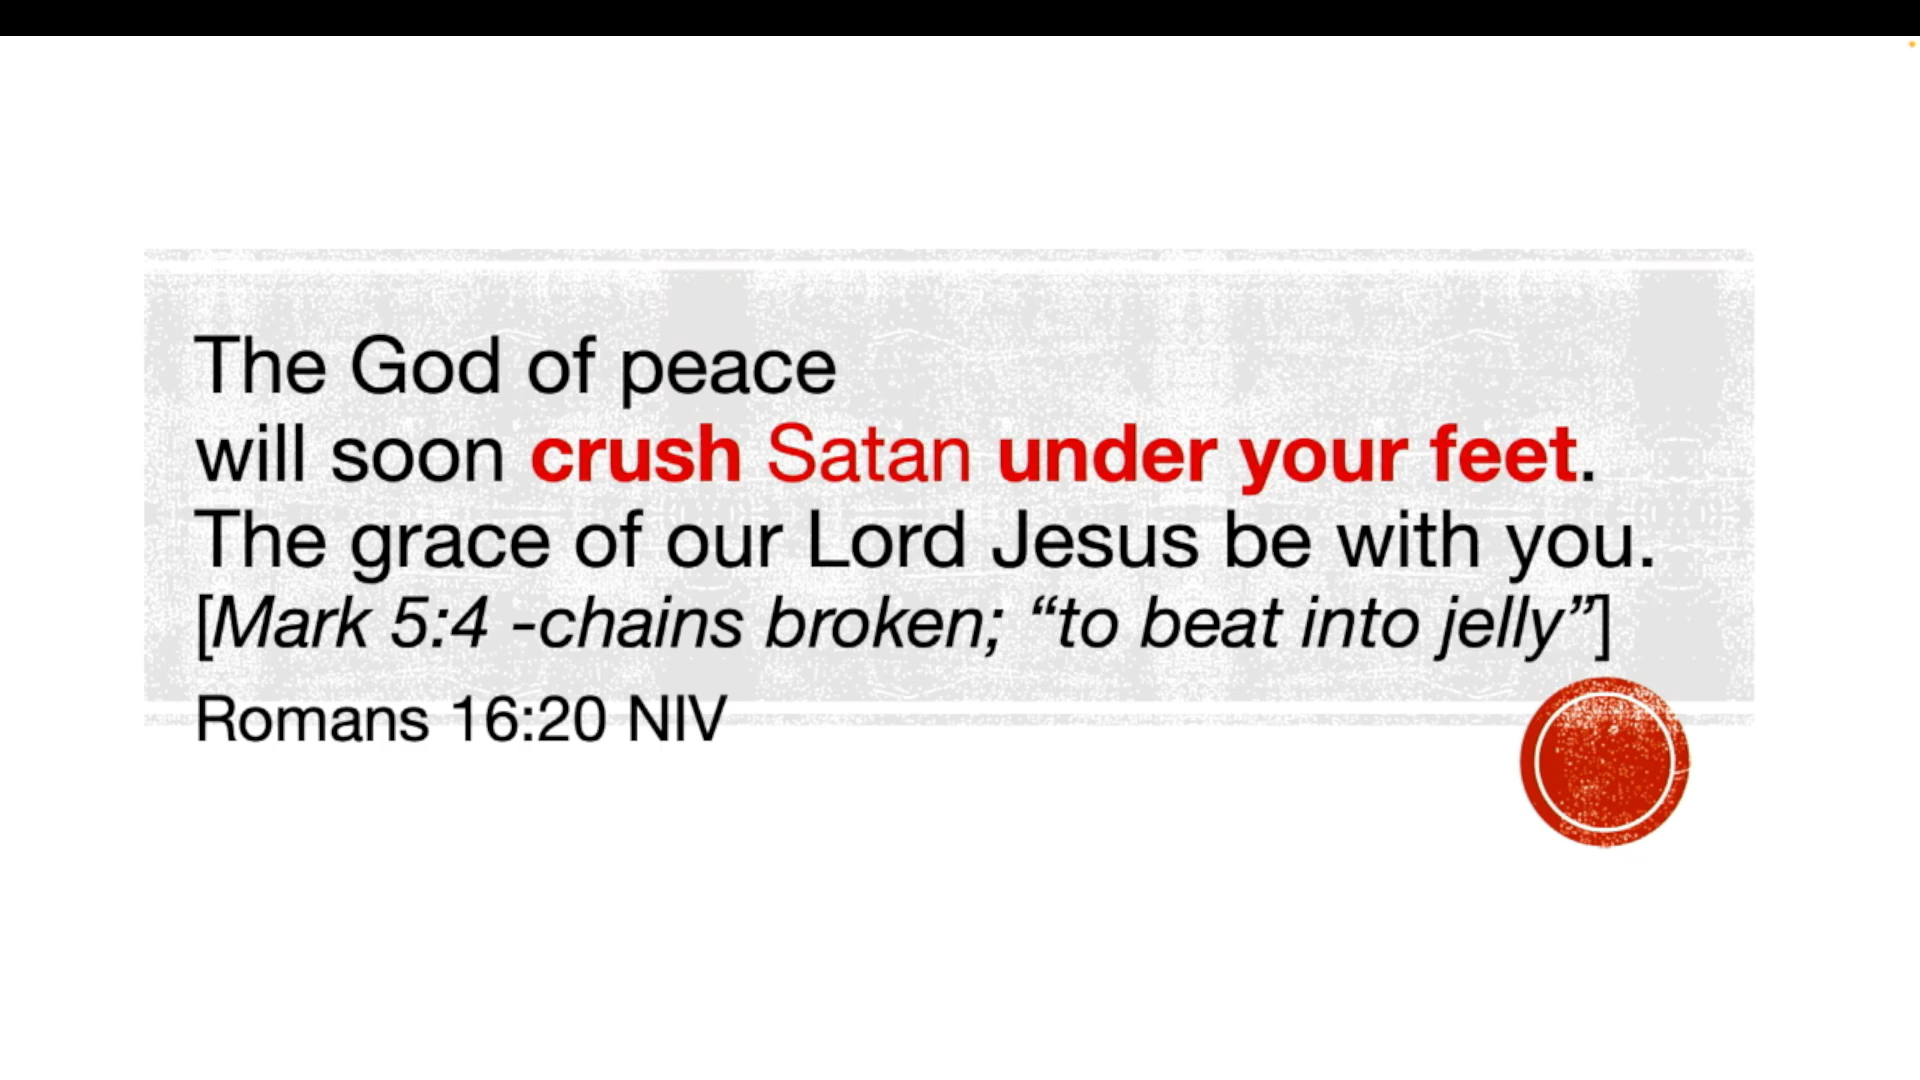 The God of peace
will soon crush Satan under your feet.
The grace of our Lord Jesus be with you.
[Mark 5:4 -chains broken; “to beat into jelly”]
Romans 16:20 NIV